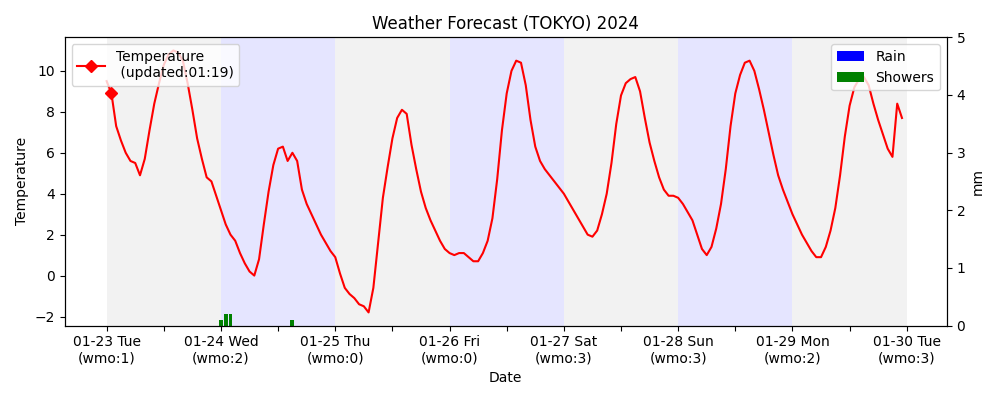 Weather Forecast (TOKYO) 2024
Temperature
(updated:01:19)
Rain
Showers
Temperature
10
8
6
4
2
0
−2
5
4
3
2
1
0
mm
01-23 Tue
(wmo:1)
01-24 Wed
(wmo:2)
01-25 Thu
(wmo:0)
01-26 Fri
(wmo:0)
01-27 Sat
(wmo:3)
01-28 Sun
(wmo:3)
01-29 Mon
(wmo:2)
01-30 Tue
(wmo:3)
Date